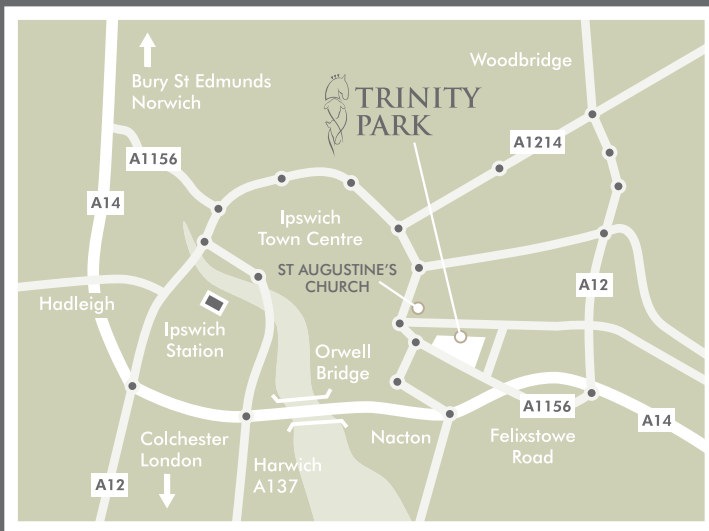 Woodbridge
Bury St Edmunds
Norwich
TRINITY
PARK
A1214
A1156
A14
Ipswich
Town Centre
ST AUGUSTINE'S
CHURCH
A12
Hadleigh
Ipswich
Station
Orwell
Bridge
A1156
A14
Nacton
Felixstowe
Road
Colchester
London
Harwich
A137
A12